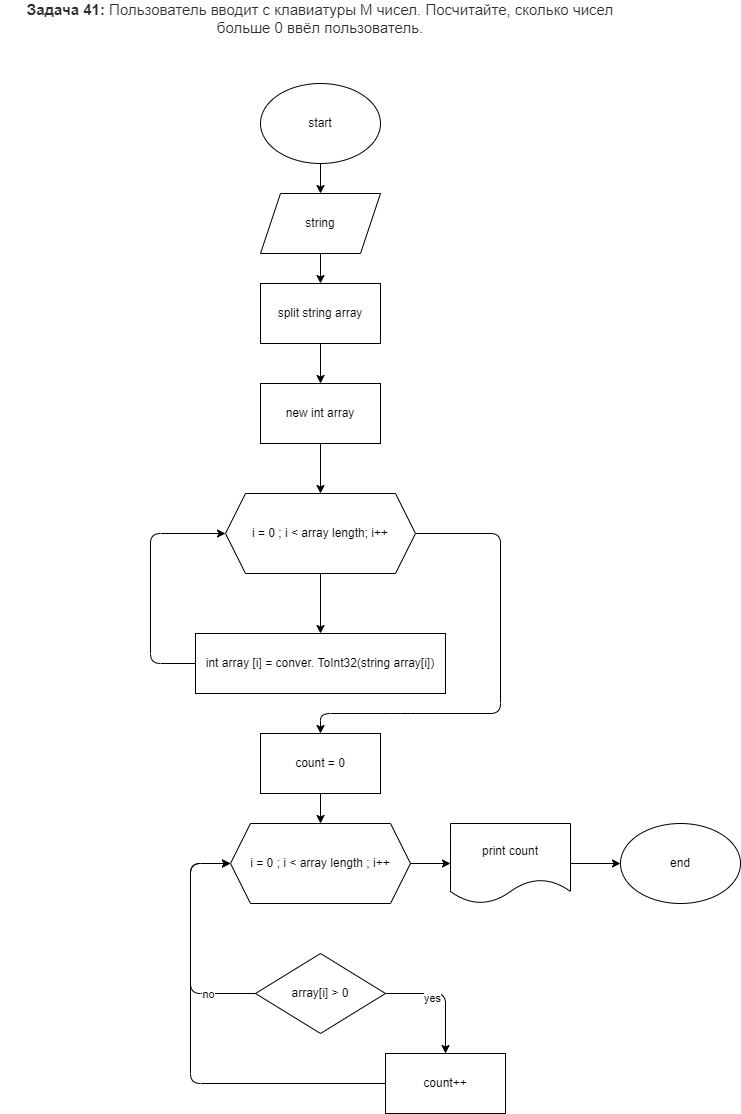 Задача 41: Пользователь вводит с клавиатуры M чисел. Посчитайте, сколько чисел
больше 0 ввёл пользователь.
start
string
split string array
new int array
i = 0 ; i < array length; i++
int array [i] = conver. ToInt32(string array[i])
count = 0
i = 0 ; i < array length ; i++
print count
end
array[i] > 0
no
yes
count++